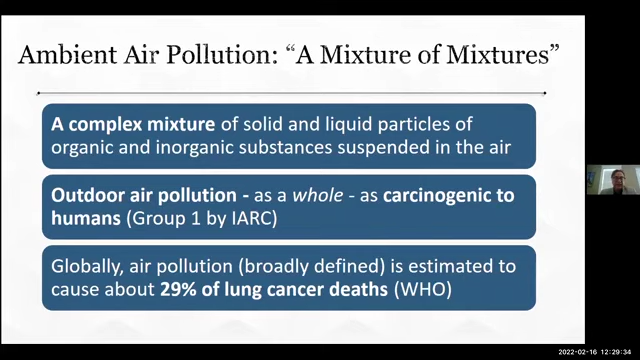 Ambient Air Pollution: “A Mixture of Mixtures”
A complex mixture of solid and liquid particles of
organic and inorganic substances suspended in the air
Outdoor air pollution - as a whole - as carcinogenic to
humans (Group 1 by IARC)
Globally, air pollution (broadly defined) is estimated to
cause about 29% of lung cancer deaths (WHO)
2022-02-16 12:29:34